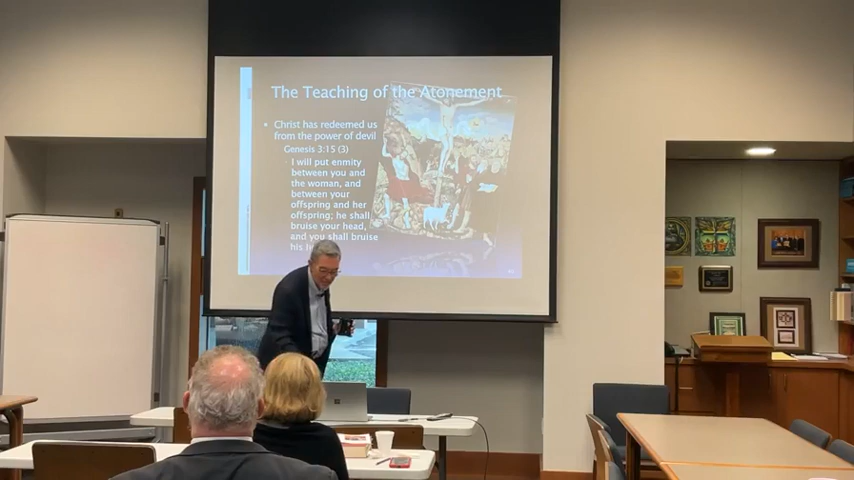 The Teaching of the Atonement
• Christ has redeemed us
from the power of devil
Genesis 3:15 (3)
I will put enmity
between you and
the woman, and
between your
offspring and her
offspring; he shall
bruise your head,
and you shall bruise
his